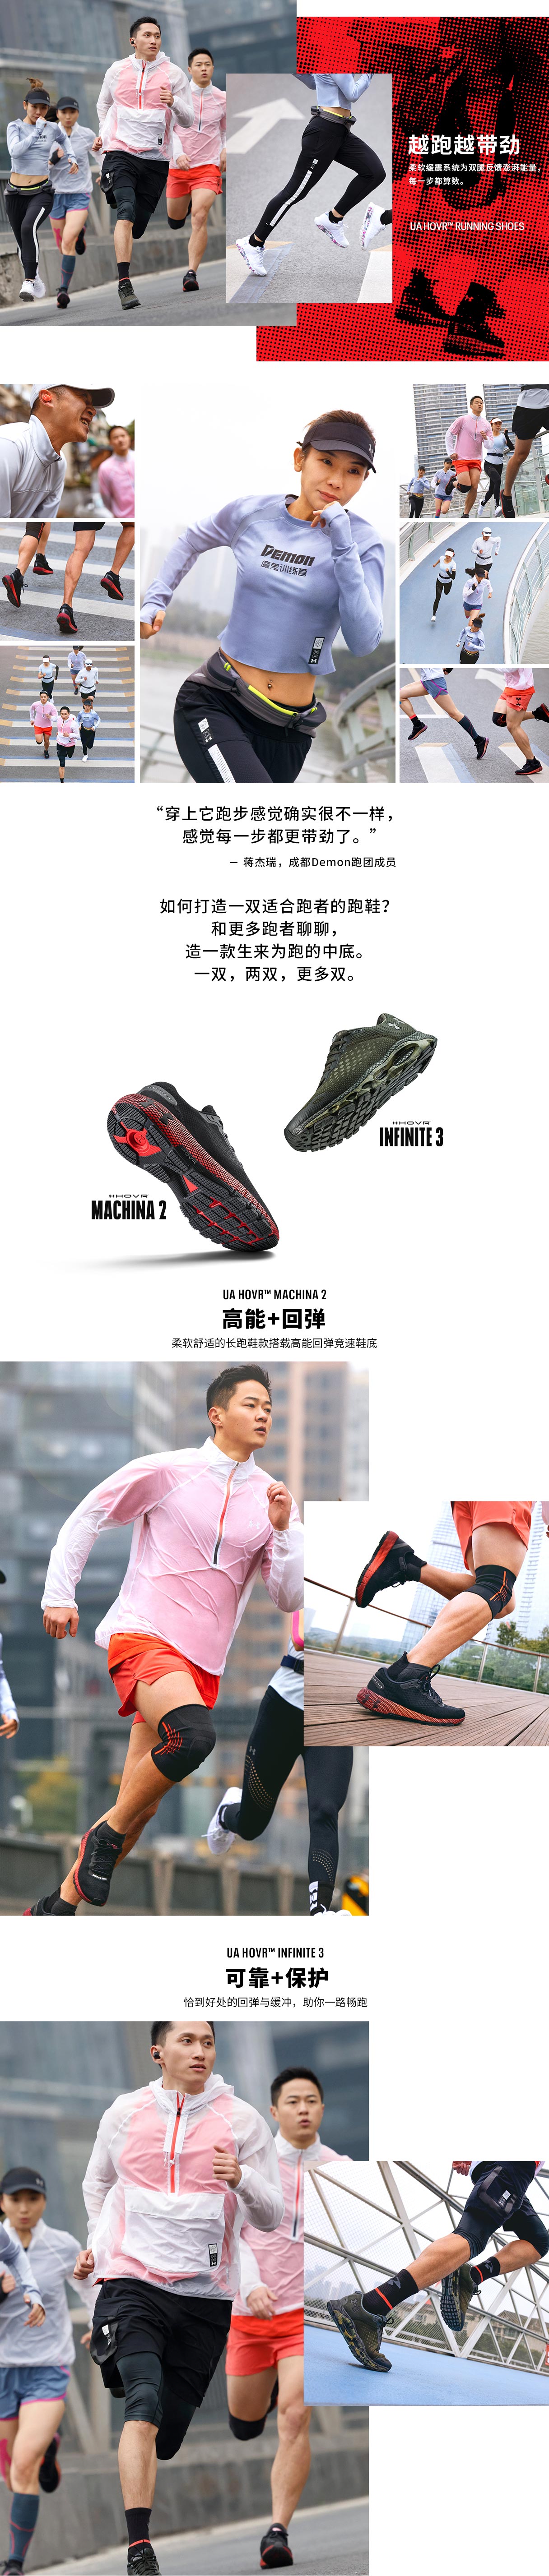 越跑越带劲
柔软缓震系统为双腿反馈澎湃能量，
每一步都算数。
UA HOVR™ RUNNING SHOES
Demon
魔鬼训练营
“穿上它跑步感觉确实很不一样，
感觉每一步都更带劲了。”
— 蒋杰瑞，成都Demon跑团成员
如何打造一双适合跑者的跑鞋？
和更多跑者聊聊，
造一款生来为跑的中底。
一双，两双，更多双。
HOVR
INFINITE 3
HOVR
MACHINA 2
UA HOVR™ MACHINA 2
高能+回弹
柔软舒适的长跑鞋款搭载高能回弹竞速鞋底
UA HOVR™ INFINITE 3
可靠+保护
恰到好处的回弹与缓冲，助你一路畅跑